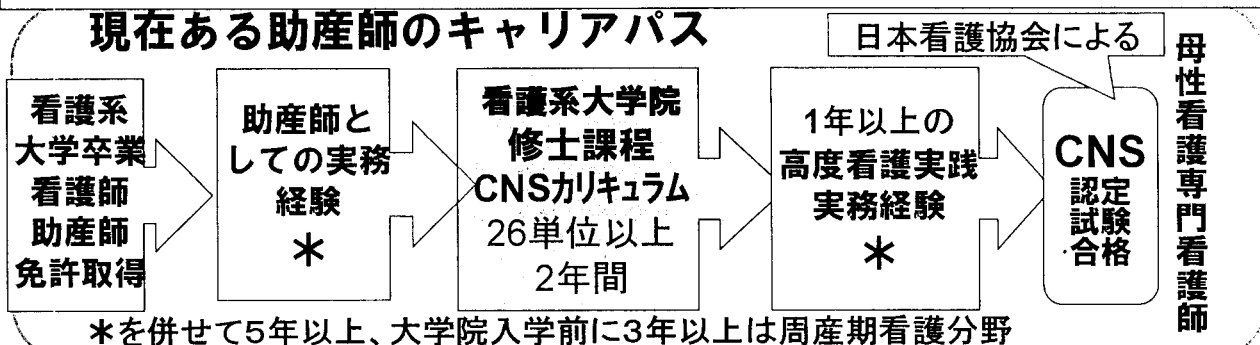 現在ある助産師のキャリアパス
日本看護協会による
看護系
大学卒業
看護師
助産師
免許取得
助産師と
しての実務
経験
＊
看護系大学院
修士課程
CNSカリキュラム
26単位以上
2年間
1年以上の
高度看護実践
実務経験
＊
CNS
認定
試験
合格
母性看護専門看護師
＊を併せて5年以上、大学院入学前に3年以上は周産期看護分野